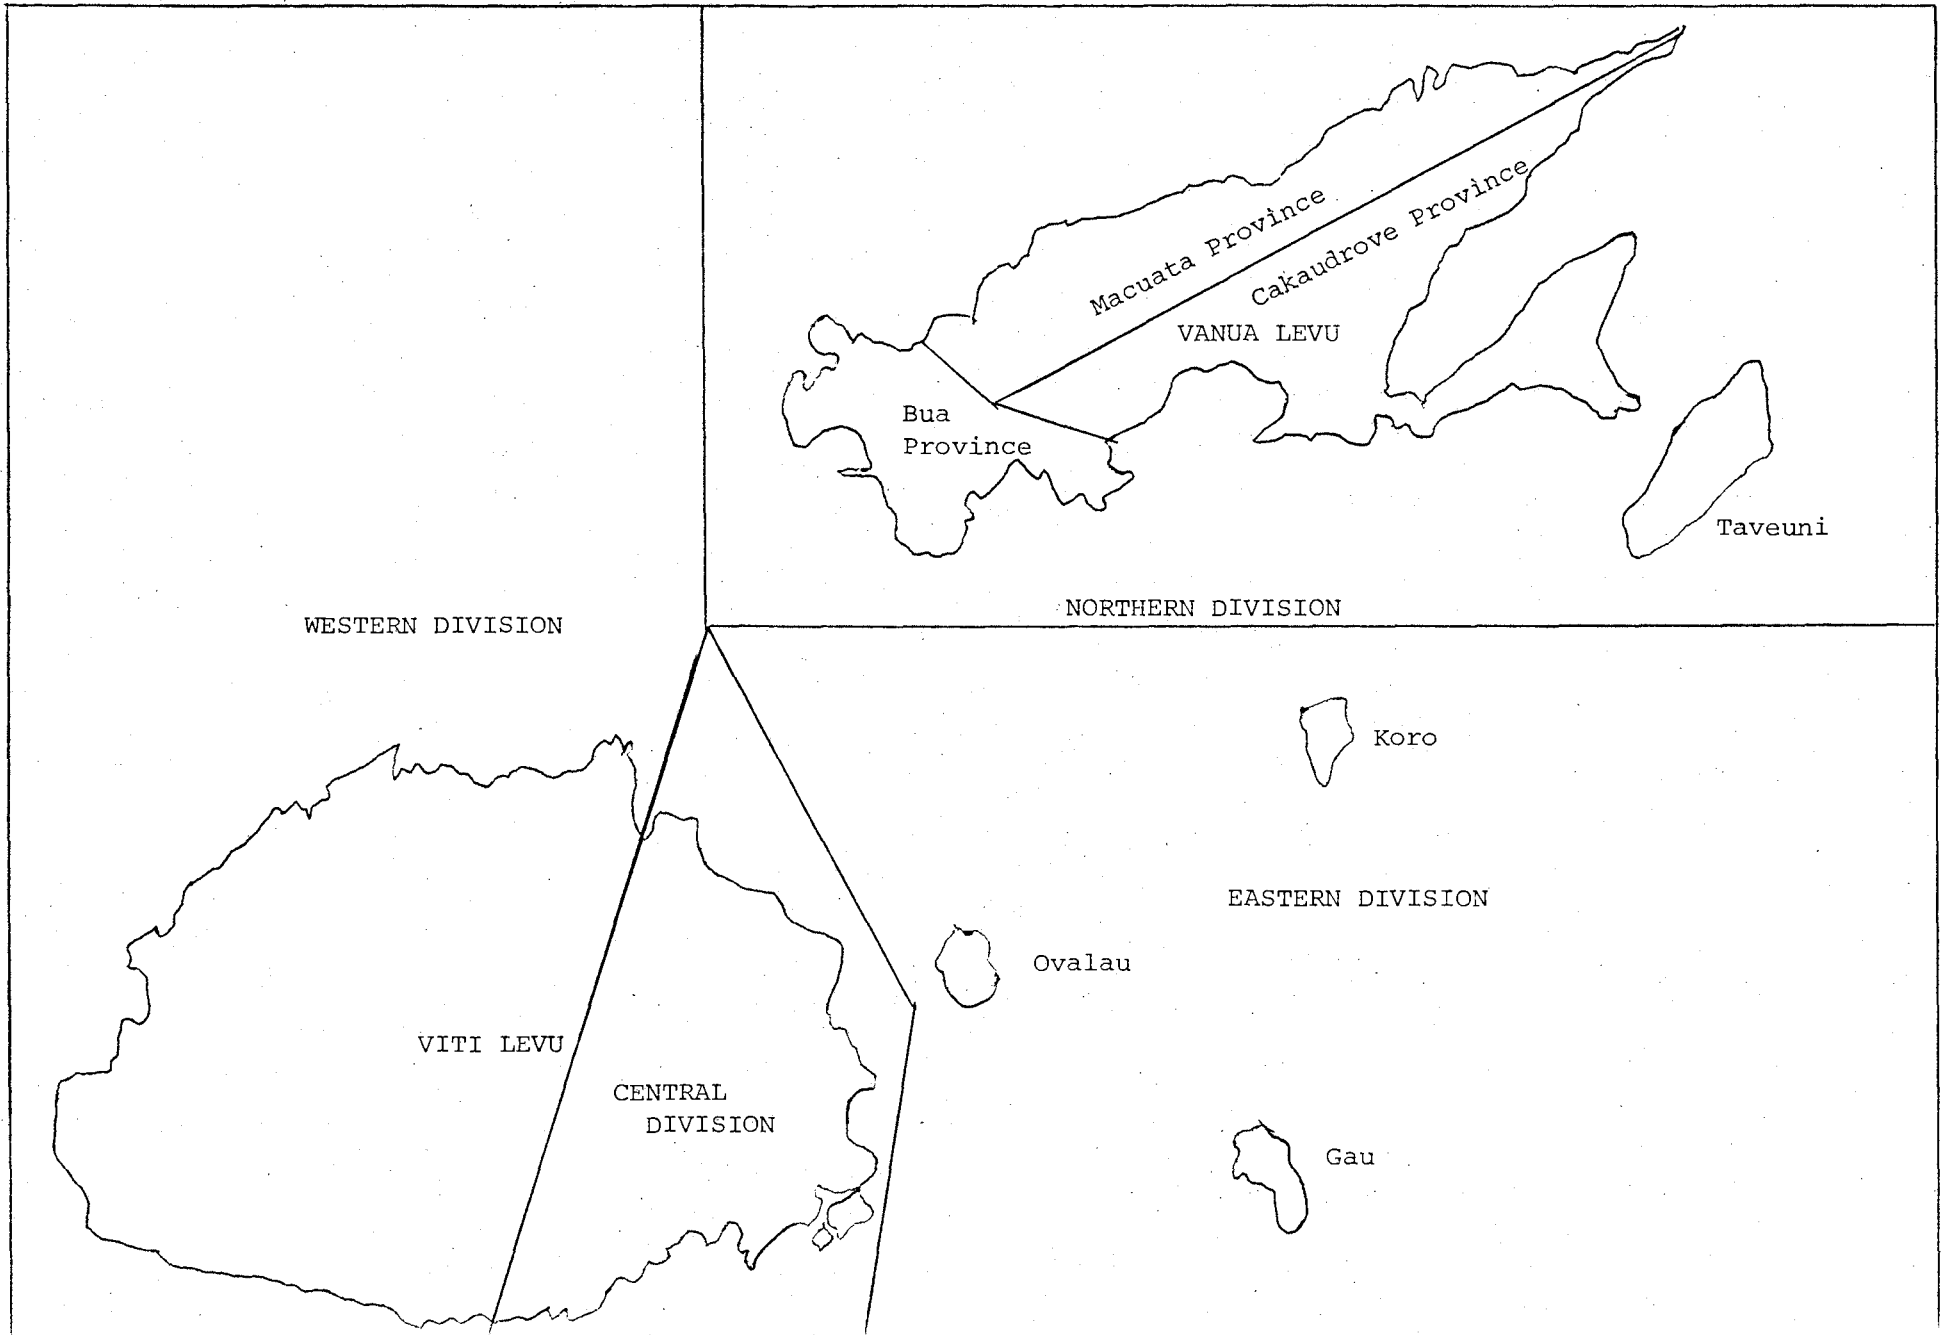 Macuata Province
Cakaudrove Province
VANUA LEVU
Bua
Province
Taveuni
NORTHERN DIVISION
WESTERN DIVISION
Koro
EASTERN DIVISION
Ovalau
VITI LEVU
CENTRAL
DIVISION
Gau